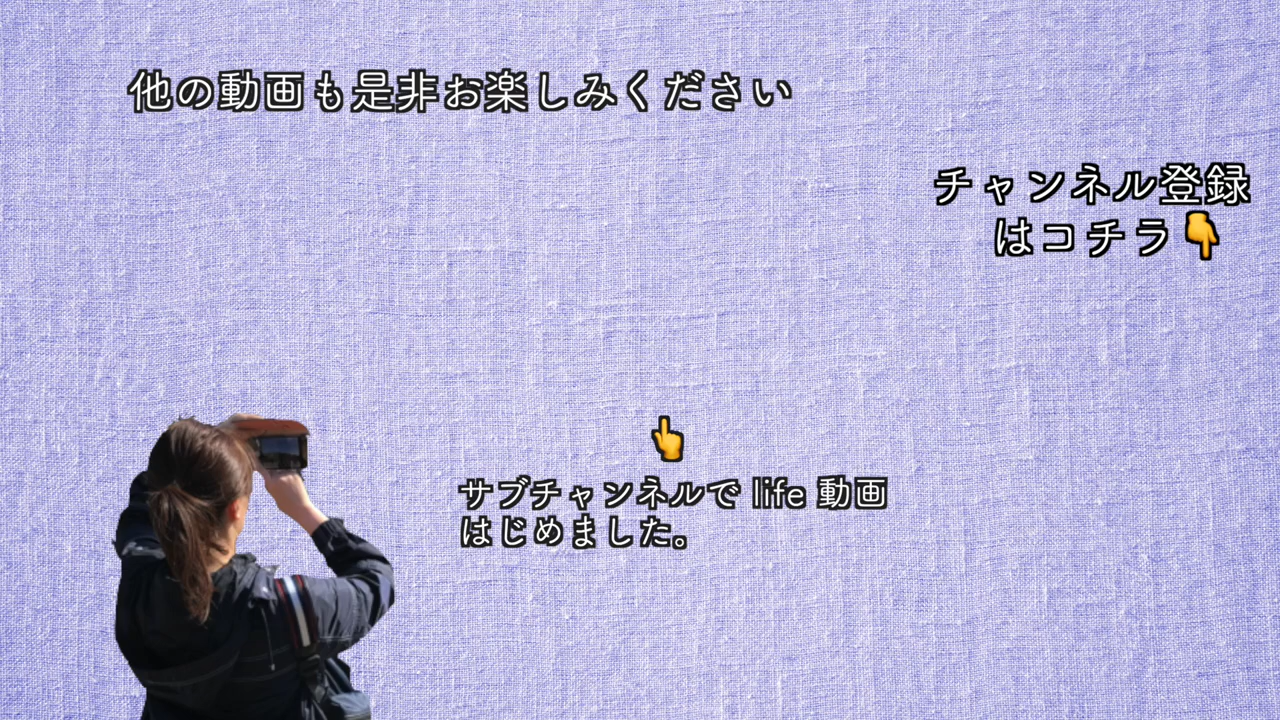 他の動画も是非お楽しみください
チャンネル登録
はコチラ👇
👆
サブチャンネルで life 動画
はじめました。